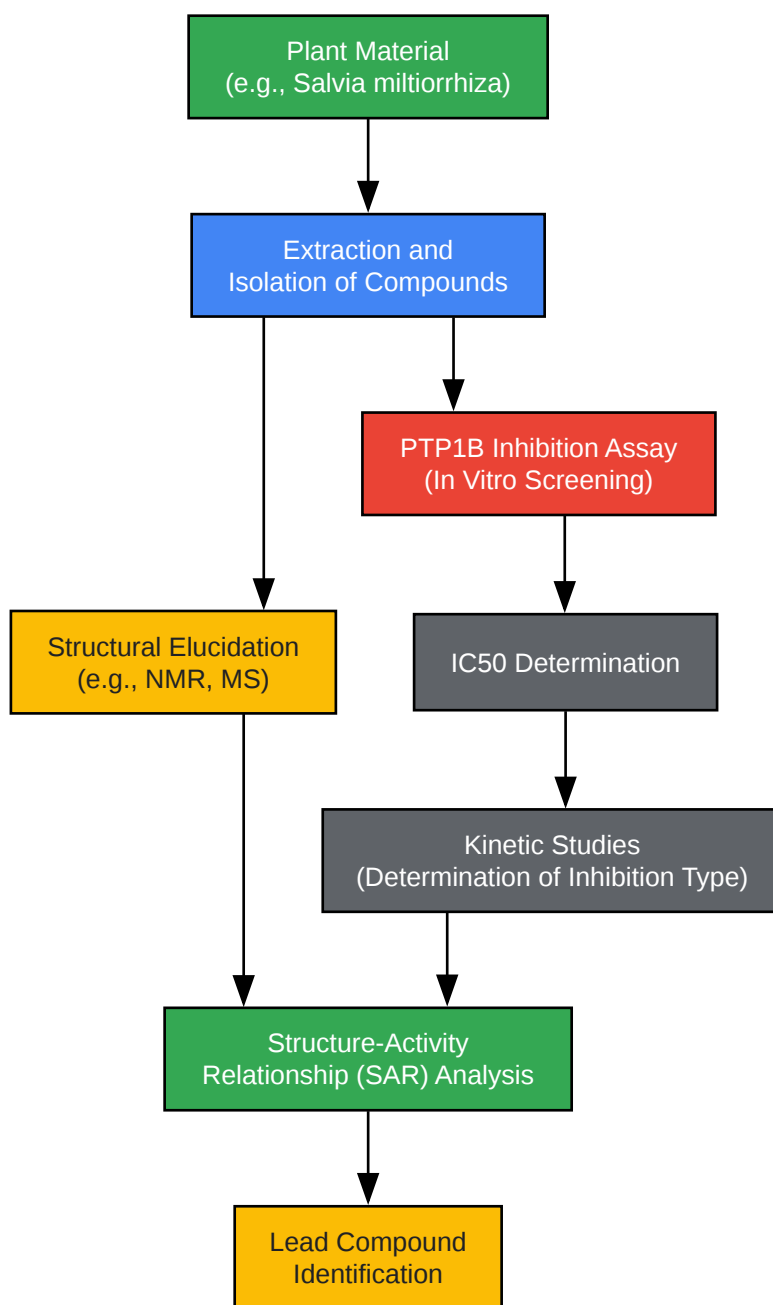 Plant Material
(e.g., Salvia miltiorrhiza)
Extraction and
Isolation of Compounds
PTP1B Inhibition Assay
(In Vitro Screening)
Structural Elucidation
(e.g., NMR, MS)
IC50 Determination
Kinetic Studies
(Determination of Inhibition Type)
Structure-Activity
Relationship (SAR) Analysis
Lead Compound
Identification